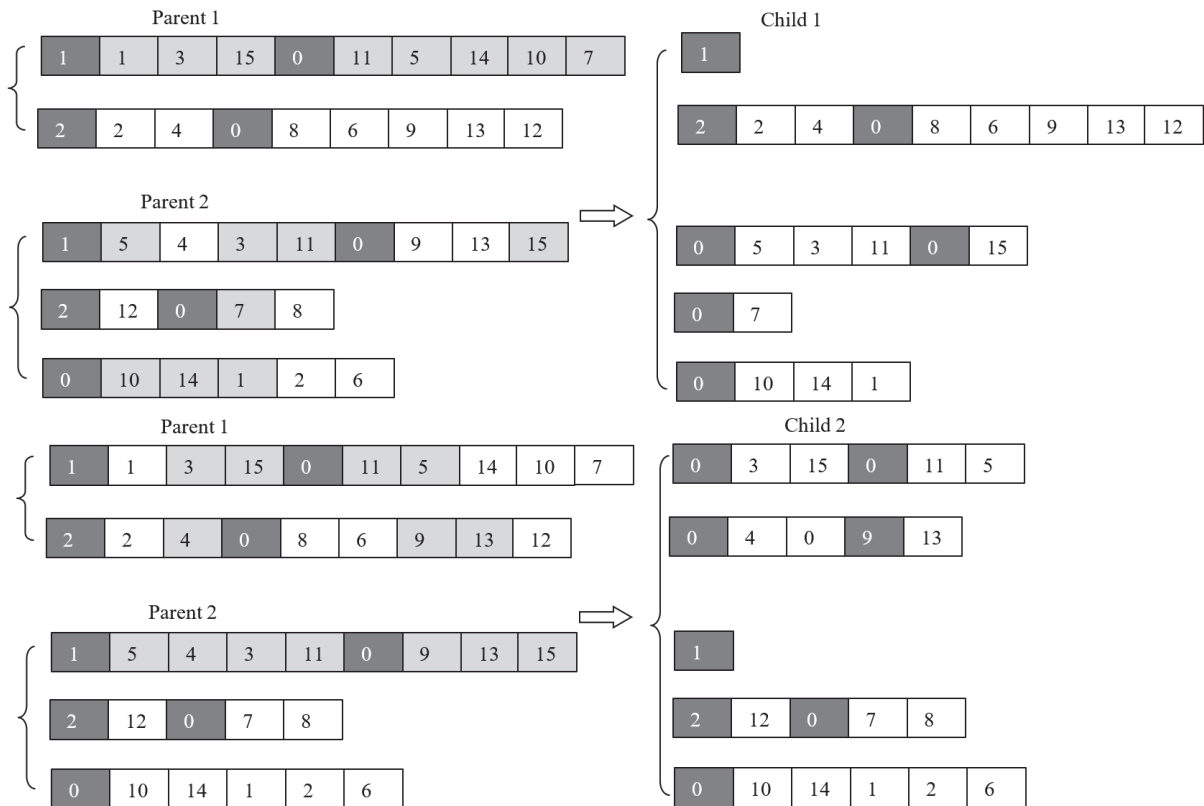 Parent 1
1 1 3 15 0 11 5 14 10 7
2 2 4 0 8 6 9 13 12
Parent 2
1 5 4 3 11 0 9 13 15
2 12 0 7 8
0 10 14 1 2 6
Child 1
1
2 2 4 0 8 6 9 13 12
0 5 3 11 0 15
0 7
0 10 14 1
Parent 1
1 1 3 15 0 11 5 14 10 7
2 2 4 0 8 6 9 13 12
Parent 2
1 5 4 3 11 0 9 13 15
2 12 0 7 8
0 10 14 1 2 6
Child 2
0 3 15 0 11 5
0 4 0 9 13
1
2 12 0 7 8
0 10 14 1 2 6